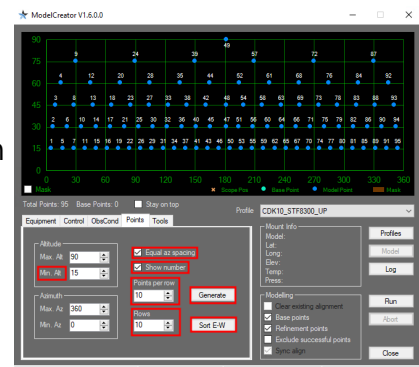 ModelCreator V1.6.0.0
90
49
75
9 24 39 57 72 87
60
4 12 20 28 35 44 52 61 68 76 84 92
45
3 8 13 18 23 27 33 38 42 48 54 58 63 69 73 78 83 88 93
30
2 6 10 14 17 21 26 30 32 36 40 45 47 51 56 60 64 66 71 75 79 82 86 90 94
15
1 5 7 11 15 16 19 22 25 29 31 34 37 41 43 46 50 53 55 59 62 65 67 70 74 77 80 81 85 89 91 95
0
0 30 60 90 120 150 180 210 240 270 300 330 360
Mask Scope Pos Base Point Model Point Mask
Total Points: 95 Base Points: 0 Stay on top
Profile CDK10_STF8300_UP
Equipment Control ObsCond Points Tools
Altitude
Max. Alt 90
Min. Alt 15
Azimuth
Max. Az 360
Min. Az 0
Equal as spacing
Show number
Points per row
10 Generate
Rows
10 Sort E-W
Mount Info
Model:
Lat:
Long:
Elev:
Temp:
Press:
Profiles
Model
Log
Modelling
Clear existing alignment
Base points
Refinement points
Exclude successful points
Sync align
Run
Abort
Close